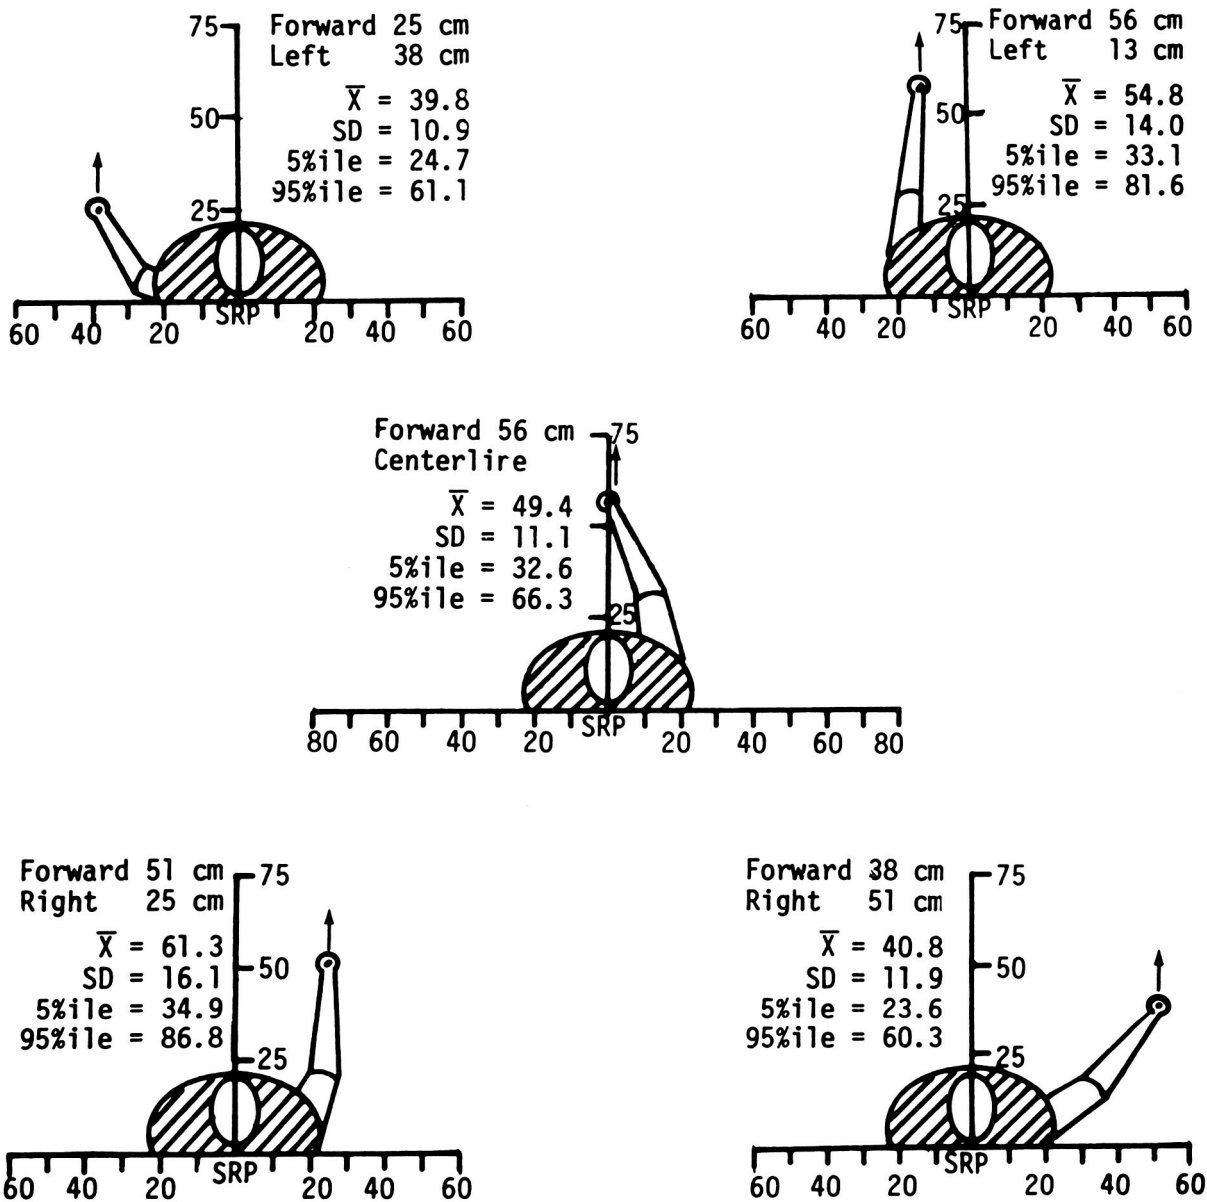 75
Forward 25 cm
Left 38 cm
X̄ = 39.8
50
SD = 10.9
5%ile = 24.7
95%ile = 61.1
25
SRP
60 40 20 20 40 60
75
Forward 56 cm
Left 13 cm
X̄ = 54.8
50
SD = 14.0
5%ile = 33.1
95%ile = 81.6
25
SRP
60 40 20 20 40 60
Forward 56 cm
75
Centerlire
X̄ = 49.4
SD = 11.1
5%ile = 32.6
95%ile = 66.3
25
SRP
80 60 40 20 20 40 60 80
Forward 51 cm
75
Right 25 cm
X̄ = 61.3
SD = 16.1
50
5%ile = 34.9
95%ile = 86.8
25
SRP
60 40 20 20 40 60
Forward 38 cm
75
Right 51 cm
X̄ = 40.8
SD = 11.9
50
5%ile = 23.6
95%ile = 60.3
25
SRP
60 40 20 20 40 60